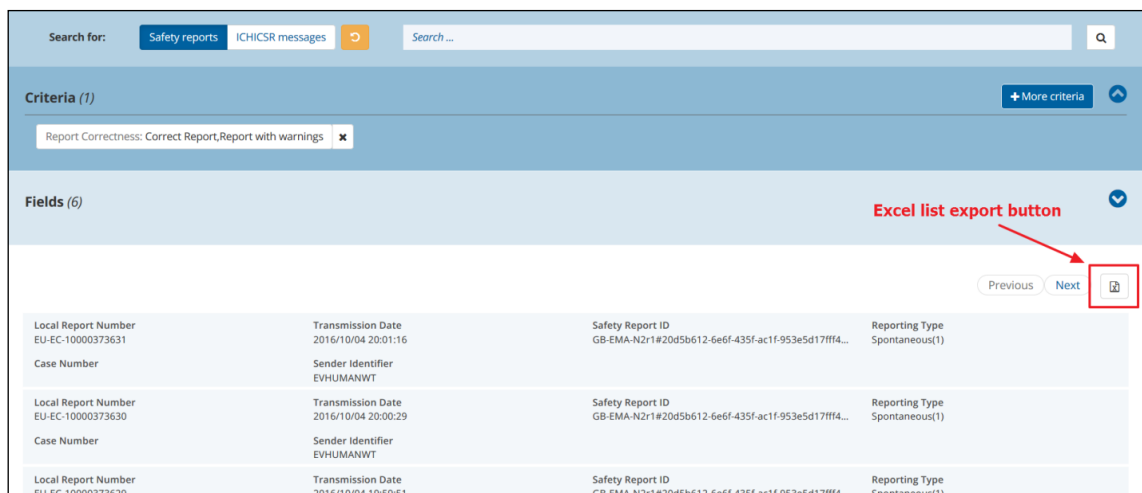 Search for: Safety reports ICHICSR messages Search ...
Criteria (1) More criteria
Report Correctness: Correct Report,Report with warnings
Fields (6)
Excel list export button
Previous Next
Local Report Number Transmission Date Safety Report ID Reporting Type
EU-EC-10000373631 2016/10/04 20:01:16 GB-EMA-N2r1#20d5b612-6e6f-435f-ac1f-953e5d17fff4... Spontaneous(1)
Case Number Sender Identifier
EVHUMANWT
Local Report Number Transmission Date Safety Report ID Reporting Type
EU-EC-10000373630 2016/10/04 20:00:29 GB-EMA-N2r1#20d5b612-6e6f-435f-ac1f-953e5d17fff4... Spontaneous(1)
Case Number Sender Identifier
EVHUMANWT
Local Report Number Transmission Date Safety Report ID Reporting Type